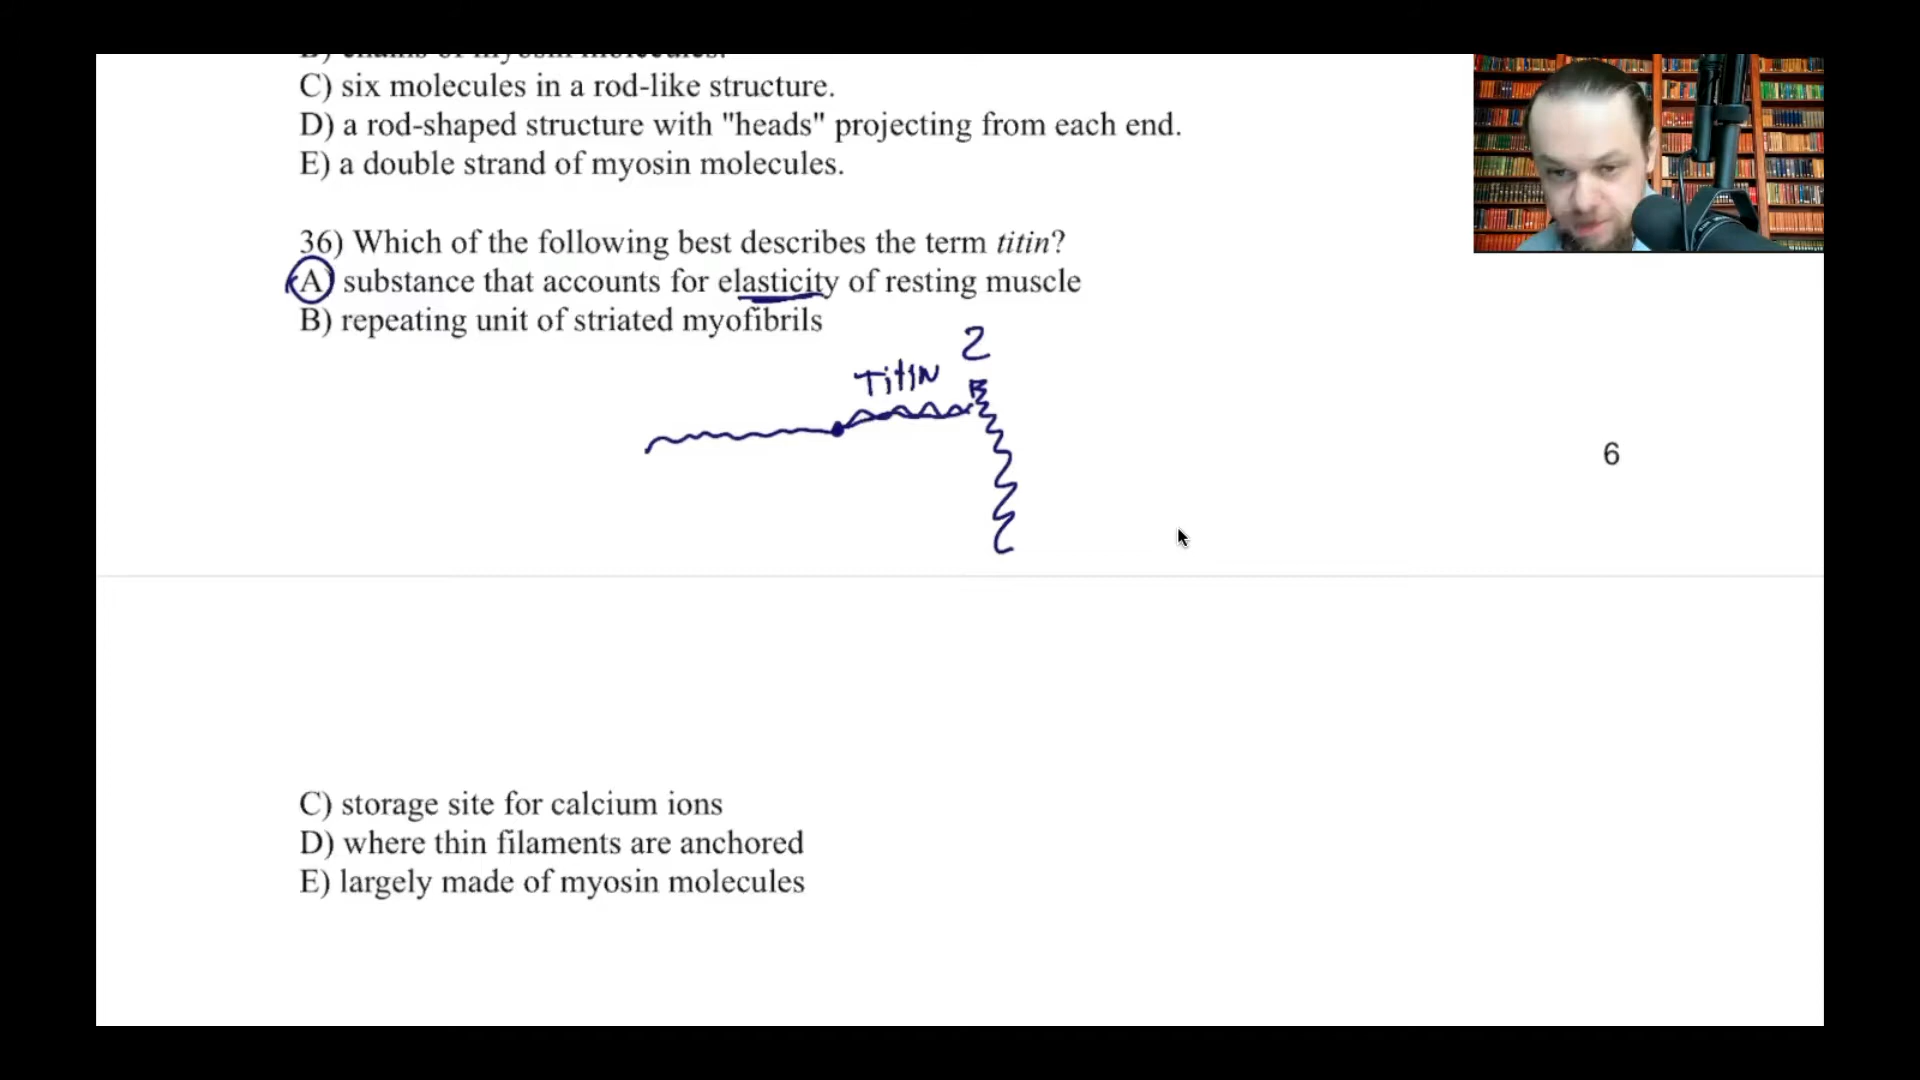 C) six molecules in a rod-like structure.
D) a rod-shaped structure with "heads" projecting from each end.
E) a double strand of myosin molecules.
36) Which of the following best describes the term titin?
A) substance that accounts for elasticity of resting muscle
B) repeating unit of striated myofibrils
Z
TitiN
6
C) storage site for calcium ions
D) where thin filaments are anchored
E) largely made of myosin molecules